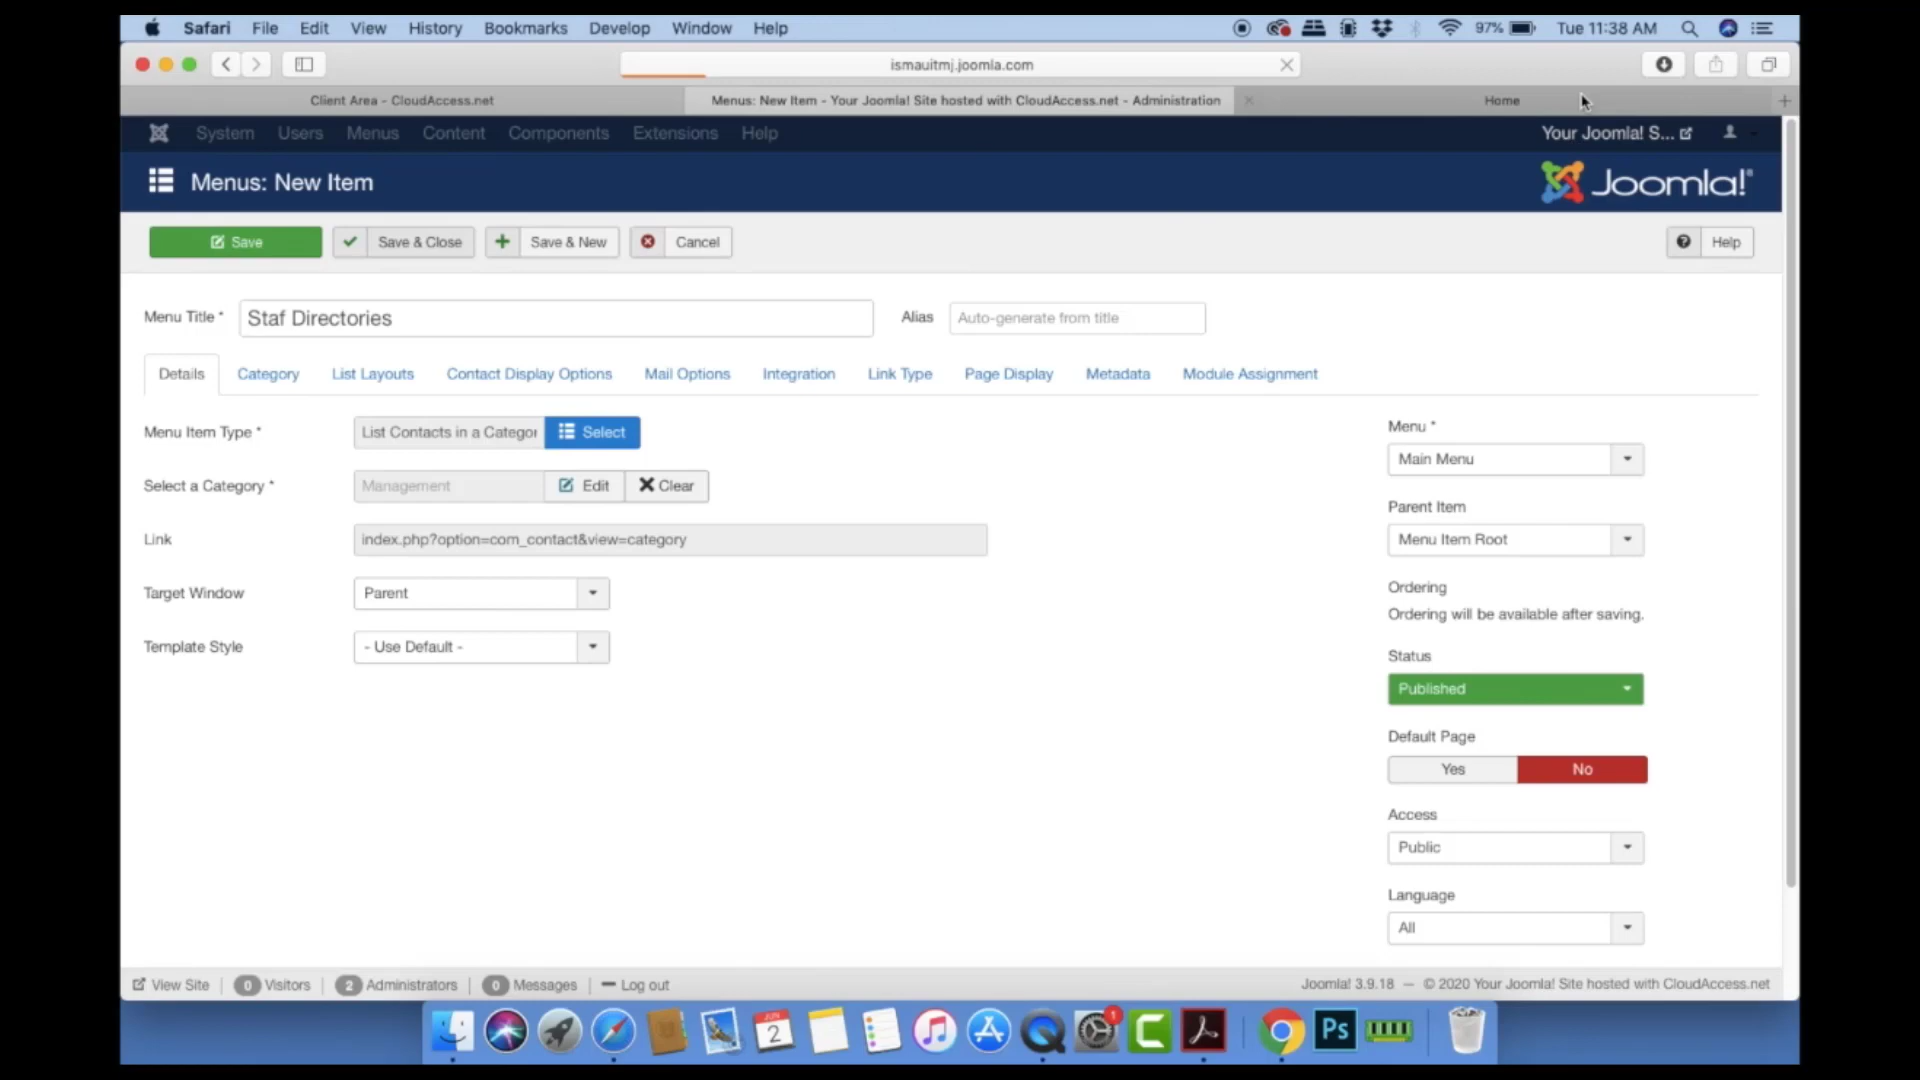 Safari File Edit View History Bookmarks Develop Window Help 97% Tue 11:38 AM
ismauitmj.joomla.com
Client Area - CloudAccess.net Menus: New Item - Your Joomla! Site hosted with CloudAccess.net - Administration Home
System Users Menus Content Components Extensions Help Your Joomla! S...
Menus: New Item Joomla!®
Save Save & Close Save & New Cancel Help
Menu Title * Staf Directories Alias Auto-generate from title
Details Category List Layouts Contact Display Options Mail Options Integration Link Type Page Display Metadata Module Assignment
Menu Item Type * List Contacts in a Categor Select
Select a Category * Management Edit Clear
Link index.php?option=com_contact&view=category
Target Window Parent
Template Style - Use Default -
Menu *
Main Menu
Parent Item
Menu Item Root
Ordering
Ordering will be available after saving.
Status
Published
Default Page
Yes No
Access
Public
Language
All
View Site 0 Visitors 2 Administrators 0 Messages Log out Joomla! 3.9.18 — © 2020 Your Joomla! Site hosted with CloudAccess.net
JUN
2
1
Ps